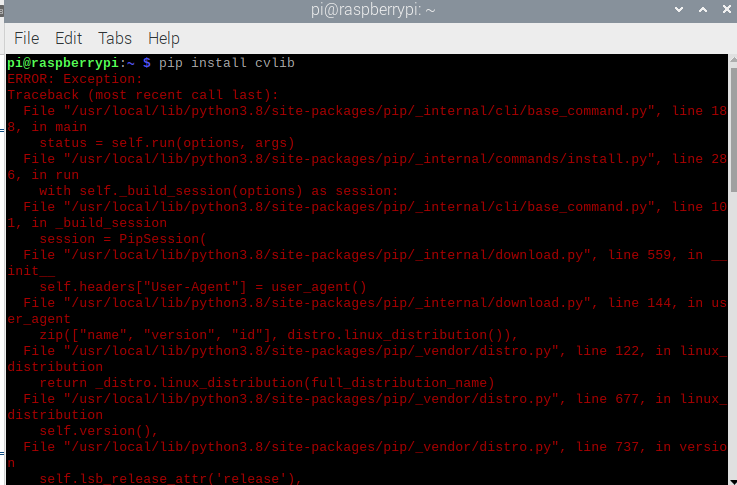 pi@raspberrypi: ~
File Edit Tabs Help
pi@raspberrypi:~ $ pip install cvlib
ERROR: Exception:
Traceback (most recent call last):
  File "/usr/local/lib/python3.8/site-packages/pip/_internal/cli/base_command.py", line 18
8, in main
    status = self.run(options, args)
  File "/usr/local/lib/python3.8/site-packages/pip/_internal/commands/install.py", line 28
6, in run
    with self._build_session(options) as session:
  File "/usr/local/lib/python3.8/site-packages/pip/_internal/cli/base_command.py", line 10
1, in _build_session
    session = PipSession(
  File "/usr/local/lib/python3.8/site-packages/pip/_internal/download.py", line 559, in __
init__
    self.headers["User-Agent"] = user_agent()
  File "/usr/local/lib/python3.8/site-packages/pip/_internal/download.py", line 144, in us
er_agent
    zip(["name", "version", "id"], distro.linux_distribution()),
  File "/usr/local/lib/python3.8/site-packages/pip/_vendor/distro.py", line 122, in linux_
distribution
    return _distro.linux_distribution(full_distribution_name)
  File "/usr/local/lib/python3.8/site-packages/pip/_vendor/distro.py", line 677, in linux_
distribution
    self.version(),
  File "/usr/local/lib/python3.8/site-packages/pip/_vendor/distro.py", line 737, in versio
n
    self.lsb_release_attr('release'),